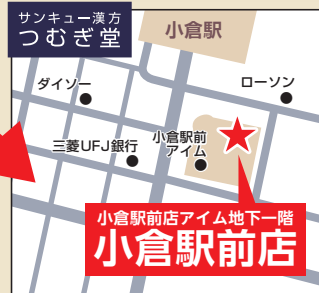 サンキュー漢方
つむぎ堂
小倉駅
ダイソー
ローソン
三菱UFJ銀行
小倉駅前
アイム
小倉駅前店アイム地下一階
小倉駅前店